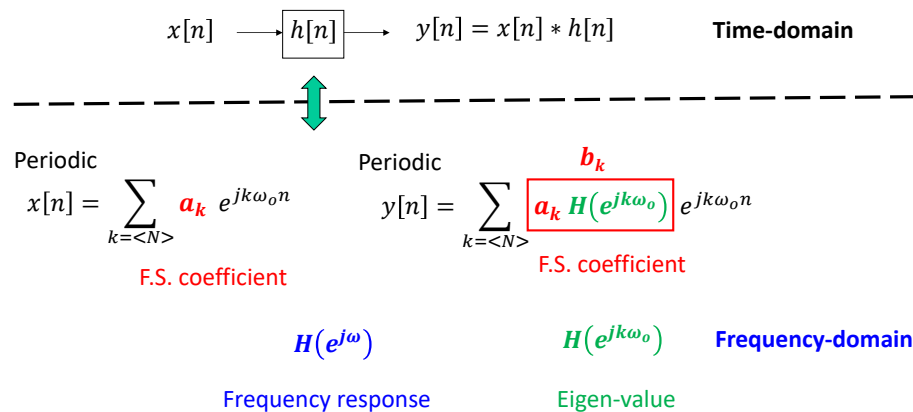 x[n] h[n] y[n] = x[n] ∗ h[n] Time-domain
Periodic Periodic b_k
x[n] = ∑_{k=<N>} a_k e^{jkω_o n} y[n] = ∑_{k=<N>} a_k H(e^{jkω_o}) e^{jkω_o n}
F.S. coefficient F.S. coefficient
H(e^{jω}) H(e^{jkω_o}) Frequency-domain
Frequency response Eigen-value